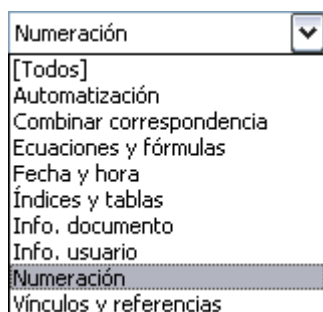 Numeración
[Todos]
Automatización
Combinar correspondencia
Ecuaciones y fórmulas
Fecha y hora
Índices y tablas
Info. documento
Info. usuario
Numeración
Vínculos y referencias